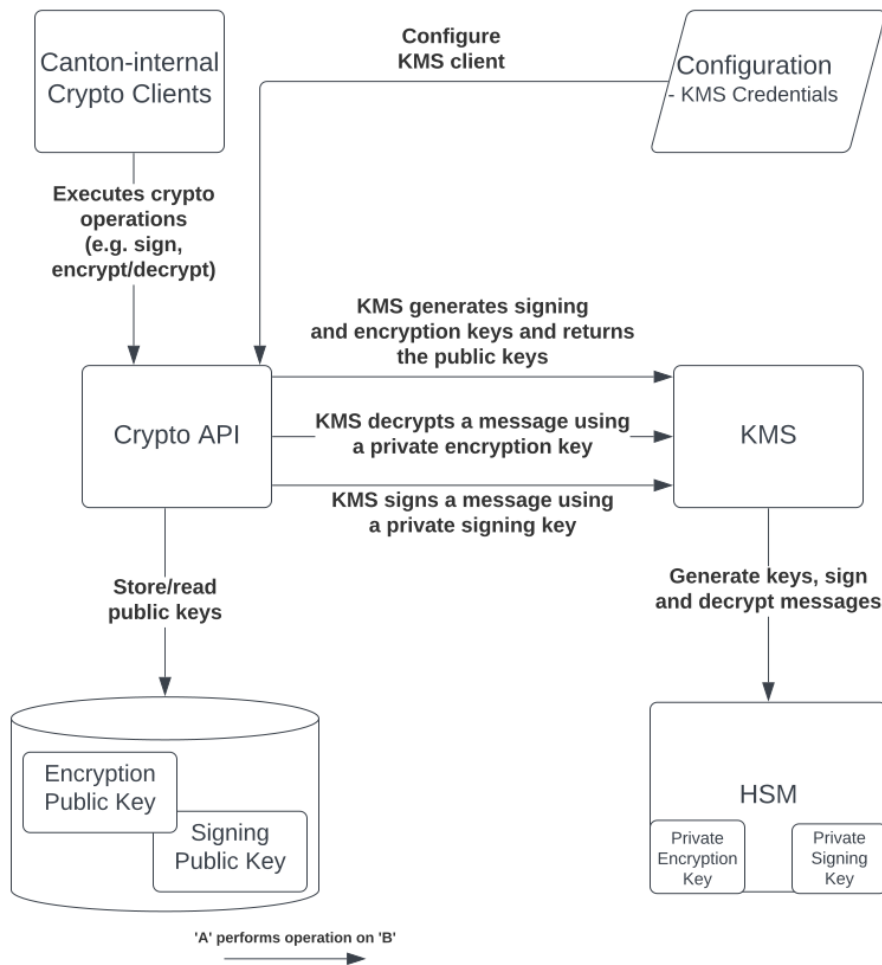 Canton-internal
Crypto Clients
Configure
KMS client
Configuration
- KMS Credentials
Executes crypto
operations
(e.g. sign,
encrypt/decrypt)
KMS generates signing
and encryption keys and returns
the public keys
Crypto API
KMS decrypts a message using
a private encryption key
KMS
KMS signs a message using
a private signing key
Store/read
public keys
Generate keys, sign
and decrypt messages
Encryption
Public Key
Signing
Public Key
HSM
Private
Encryption
Key
Private
Signing
Key
'A' performs operation on 'B'